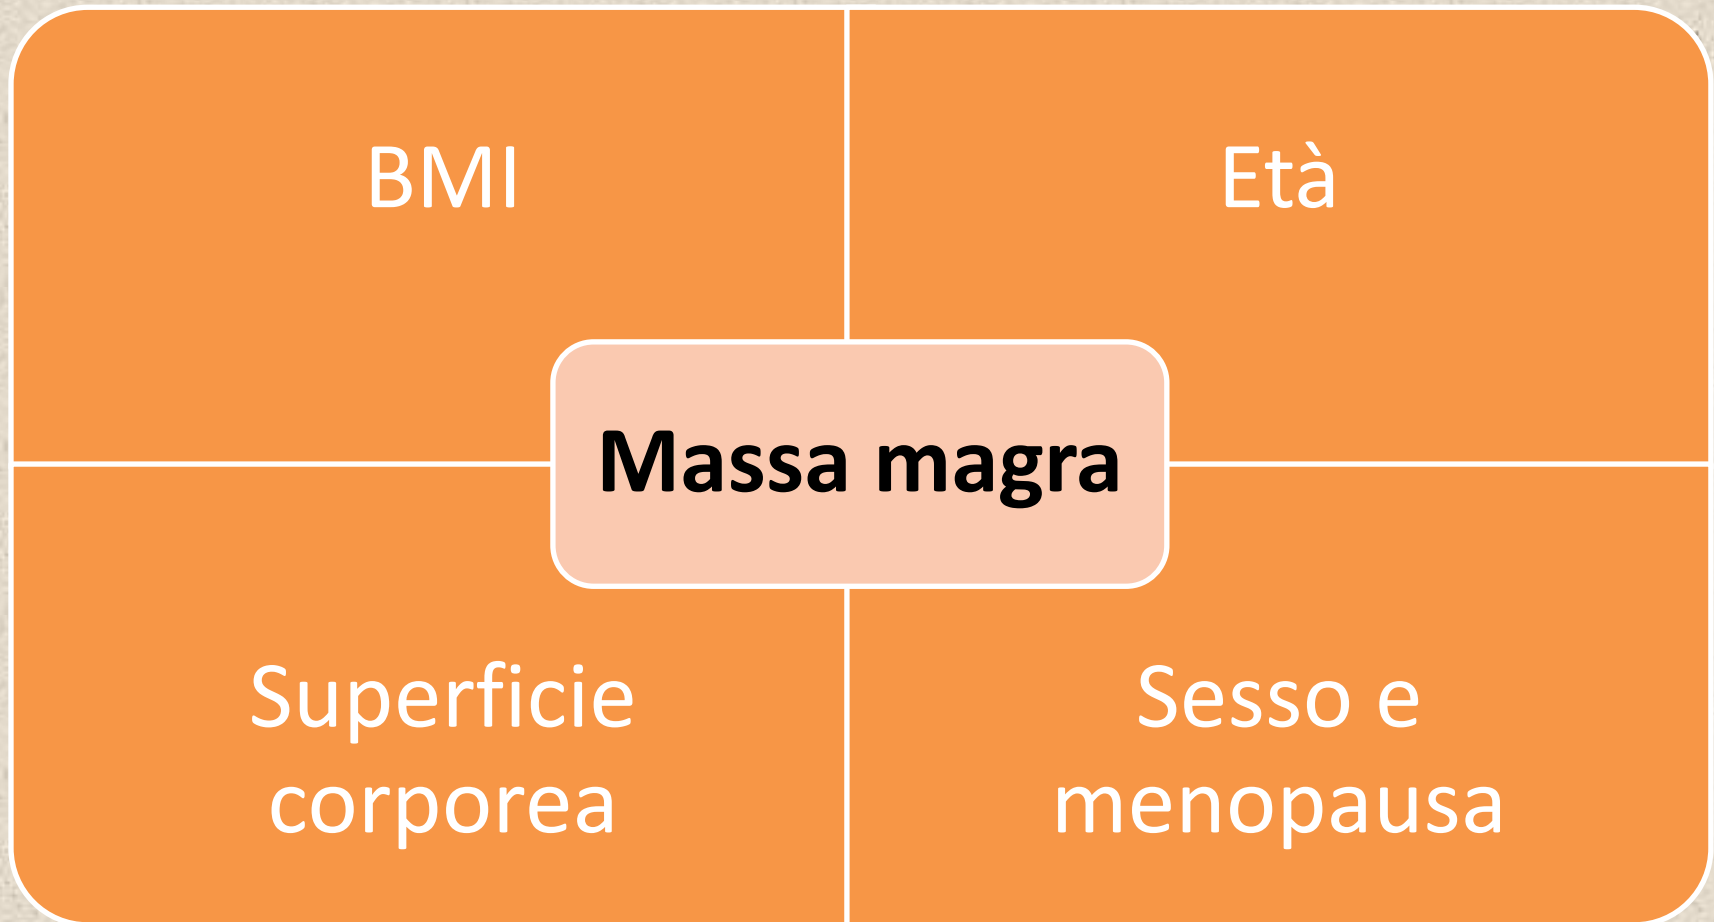 BMI
Età
Massa magra
Superficie
corporea
Sesso e
menopausa